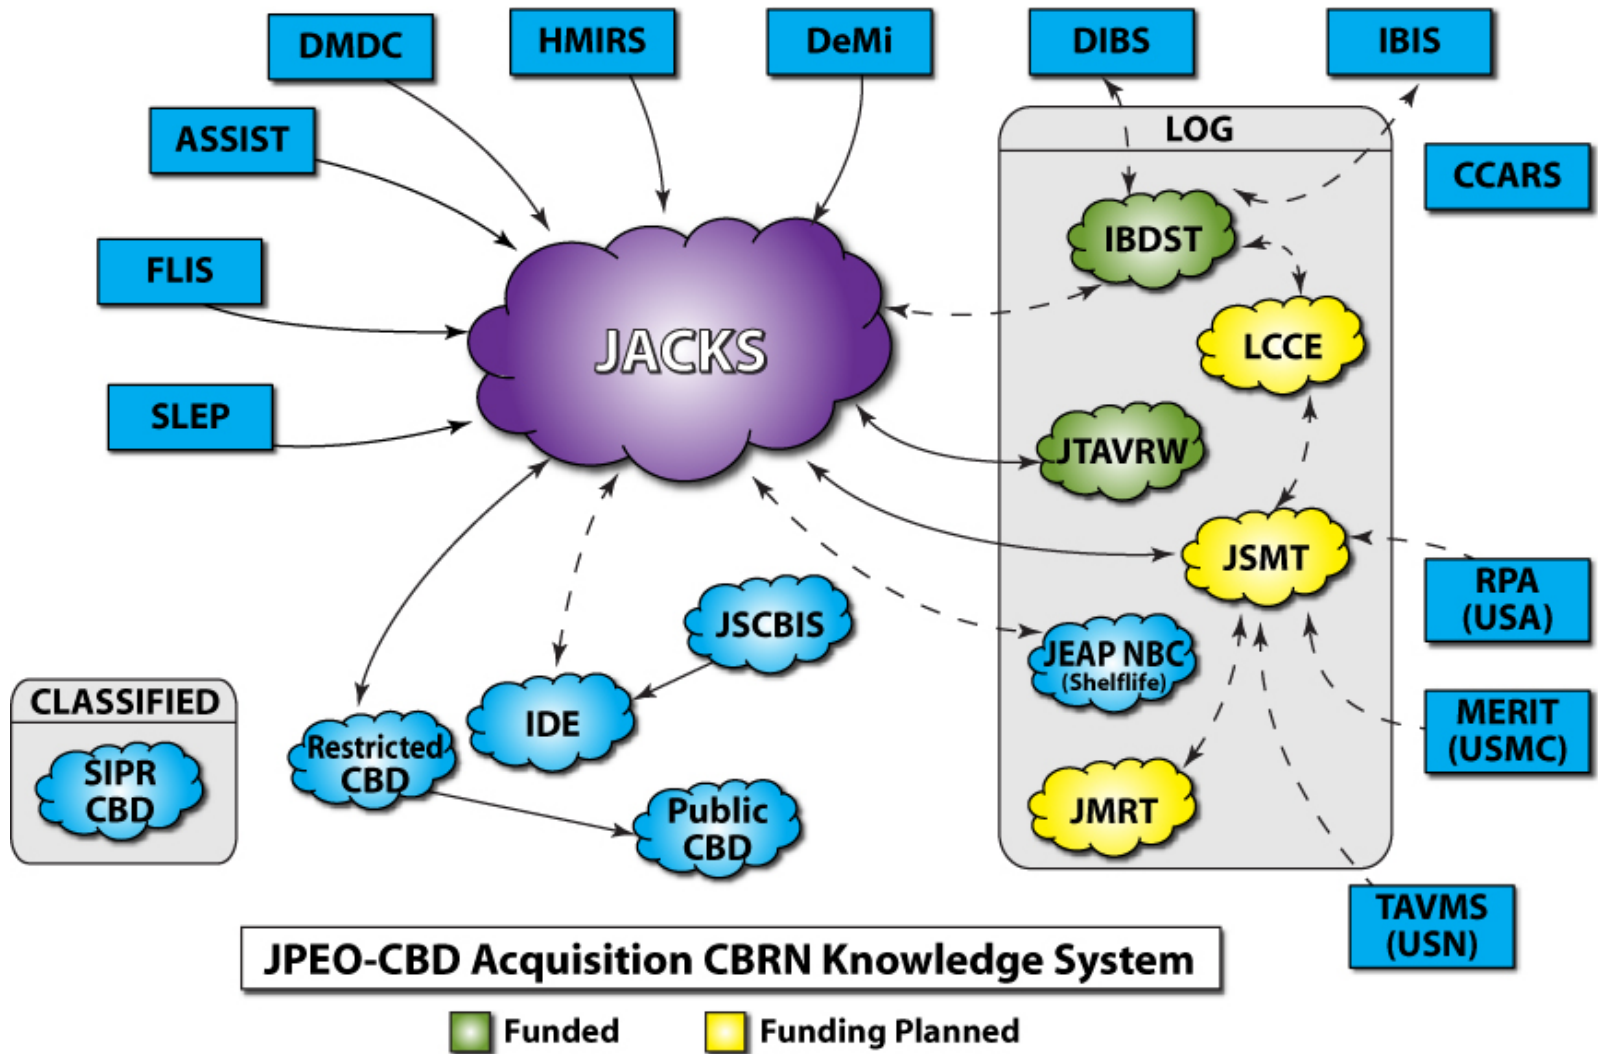 DMDC
HMIRS
DeMi
DIBS
IBIS
ASSIST
LOG
CCARS
IBDST
FLIS
JACKS
LCCE
SLEP
JTAVRW
JSMT
RPA
(USA)
JSCBIS
JEAP NBC
(Shelflife)
CLASSIFIED
SIPR
CBD
Restricted
CBD
IDE
MERIT
(USMC)
Public
CBD
JMRT
TAVMS
(USN)
JPEO-CBD Acquisition CBRN Knowledge System
Funded
Funding Planned